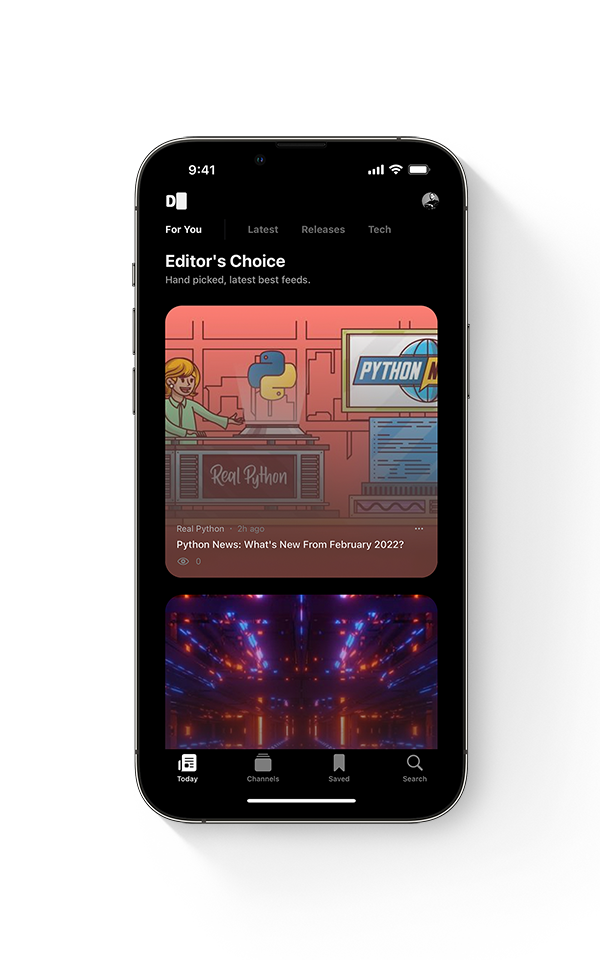 9:41
D
For You
Latest
Releases
Tech
Editor's Choice
Hand picked, latest best feeds.
PYTHON N
Real Python
Real Python • 2h ago
Python News: What's New From February 2022?
0
Today
Channels
Saved
Search